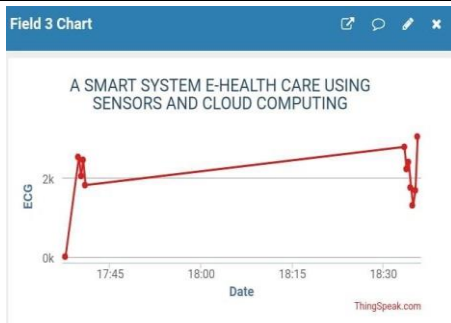 Field 3 Chart
A SMART SYSTEM E-HEALTH CARE USING
SENSORS AND CLOUD COMPUTING
ECG
2k
0k
17:45 18:00 18:15 18:30
Date
ThingSpeak.com